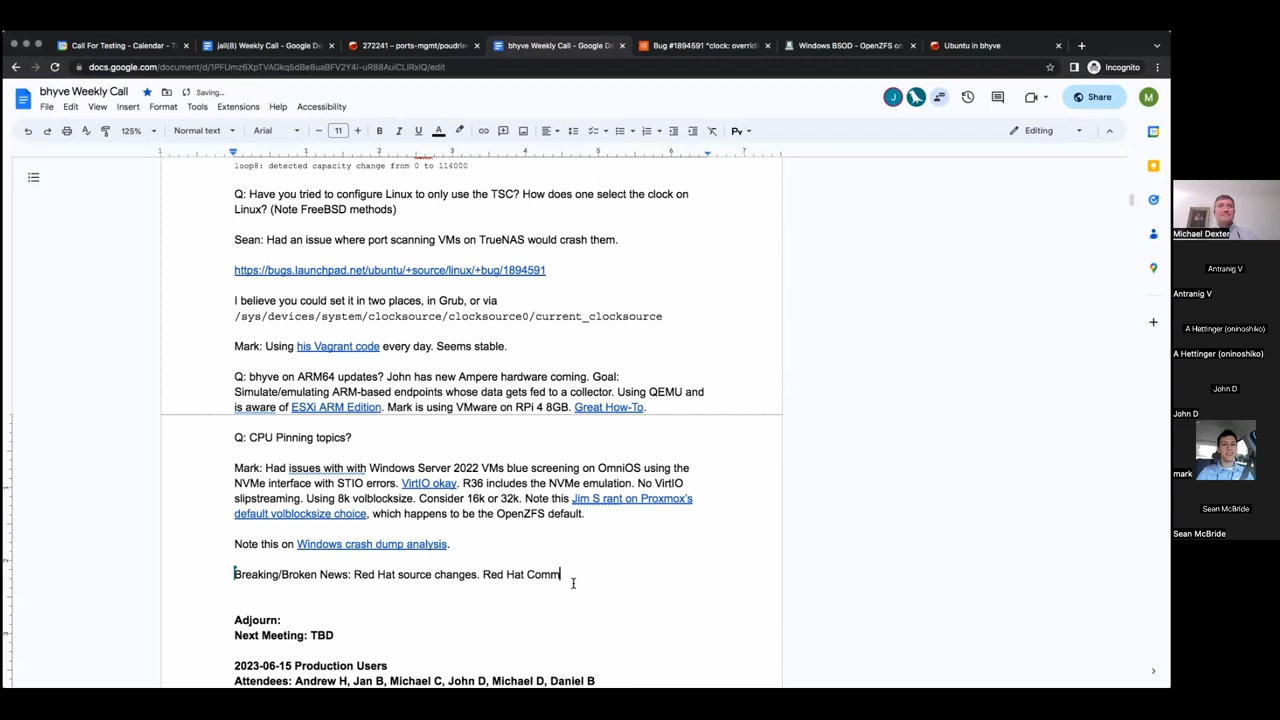 Call For Testing - Calendar - T
jail(8) Weekly Call - Google De
272241 – ports-mgmt/poudrie
bhyve Weekly Call - Google Do
Bug #1894591 "clock: overrid
Windows BSOD - OpenZFS on
Ubuntu in bhyve
docs.google.com/document/d/1PFUmz6XpTVAGkq5dBe8uaBFV2Y4i-uR88AuiCLlRxIQ/edit
Incognito
bhyve Weekly Call
Saving...
File Edit View Insert Format Tools Extensions Help Accessibility
Share
M
J
125% Normal text Arial 11 Editing
1 1 2 3 4 5 6 7
loop8: detected capacity change from 0 to 114000
Q: Have you tried to configure Linux to only use the TSC? How does one select the clock on
Linux? (Note FreeBSD methods)
Sean: Had an issue where port scanning VMs on TrueNAS would crash them.
https://bugs.launchpad.net/ubuntu/+source/linux/+bug/1894591
I believe you could set it in two places, in Grub, or via
/sys/devices/system/clocksource/clocksource0/current_clocksource
Mark: Using his Vagrant code every day. Seems stable.
Q: bhyve on ARM64 updates? John has new Ampere hardware coming. Goal:
Simulate/emulating ARM-based endpoints whose data gets fed to a collector. Using QEMU and
is aware of ESXi ARM Edition. Mark is using VMware on RPi 4 8GB. Great How-To.
Q: CPU Pinning topics?
Mark: Had issues with with Windows Server 2022 VMs blue screening on OmniOS using the
NVMe interface with STIO errors. VirtIO okay. R36 includes the NVMe emulation. No VirtIO
slipstreaming. Using 8k volblocksize. Consider 16k or 32k. Note this Jim S rant on Proxmox's
default volblocksize choice, which happens to be the OpenZFS default.
Note this on Windows crash dump analysis.
Breaking/Broken News: Red Hat source changes. Red Hat Comm
Adjourn:
Next Meeting: TBD
2023-06-15 Production Users
Attendees: Andrew H, Jan B, Michael C, John D, Michael D, Daniel B
Michael Dexter
Antranig V
Antranig V
A Hettinger (oninoshiko)
A Hettinger (oninoshiko)
John D
John D
mark
Sean McBride
Sean McBride